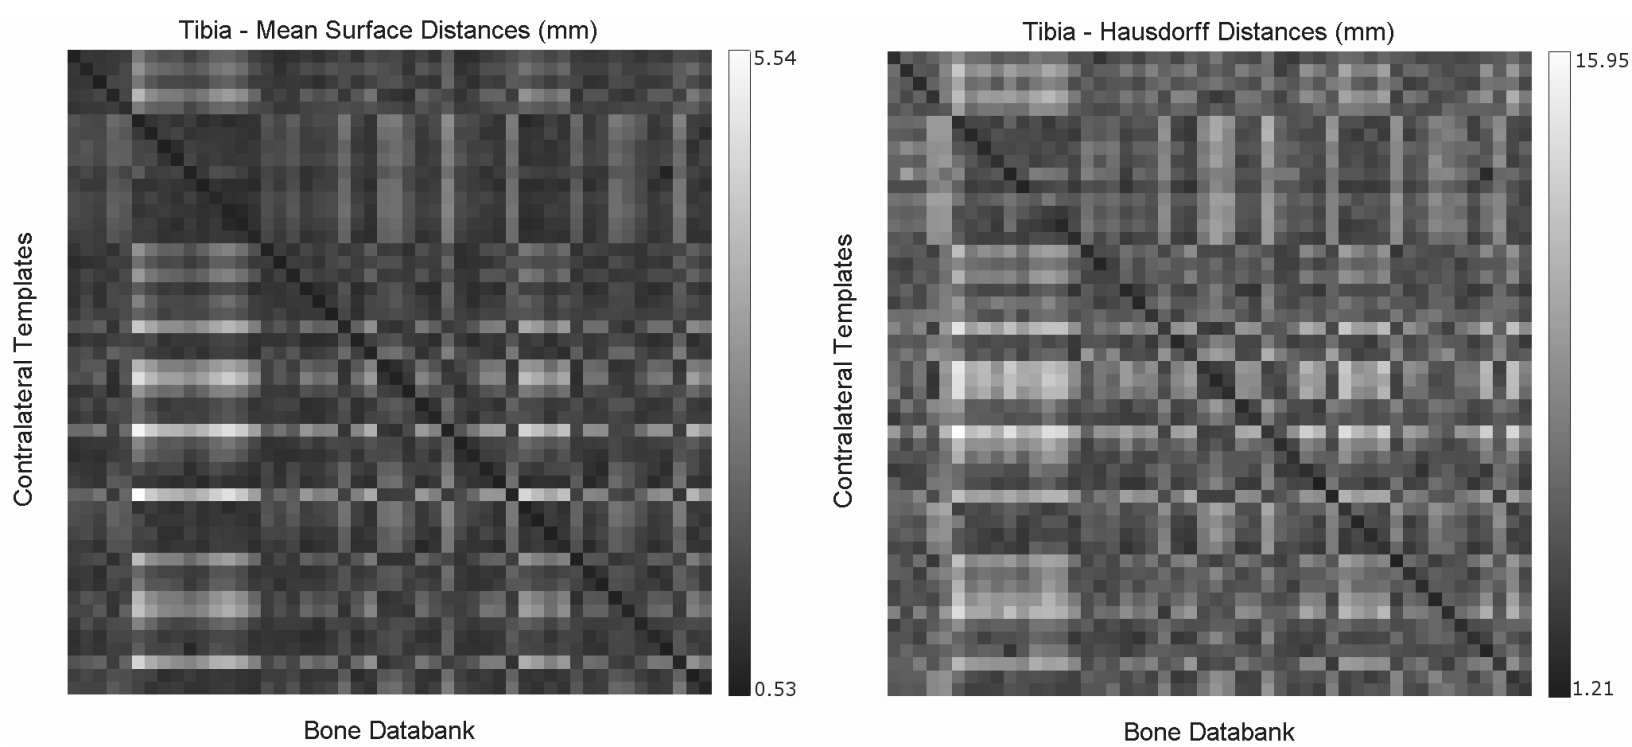 Tibia - Mean Surface Distances (mm)
5.54
0.53
Contralateral Templates
Bone Databank
Tibia - Hausdorff Distances (mm)
15.95
1.21
Contralateral Templates
Bone Databank